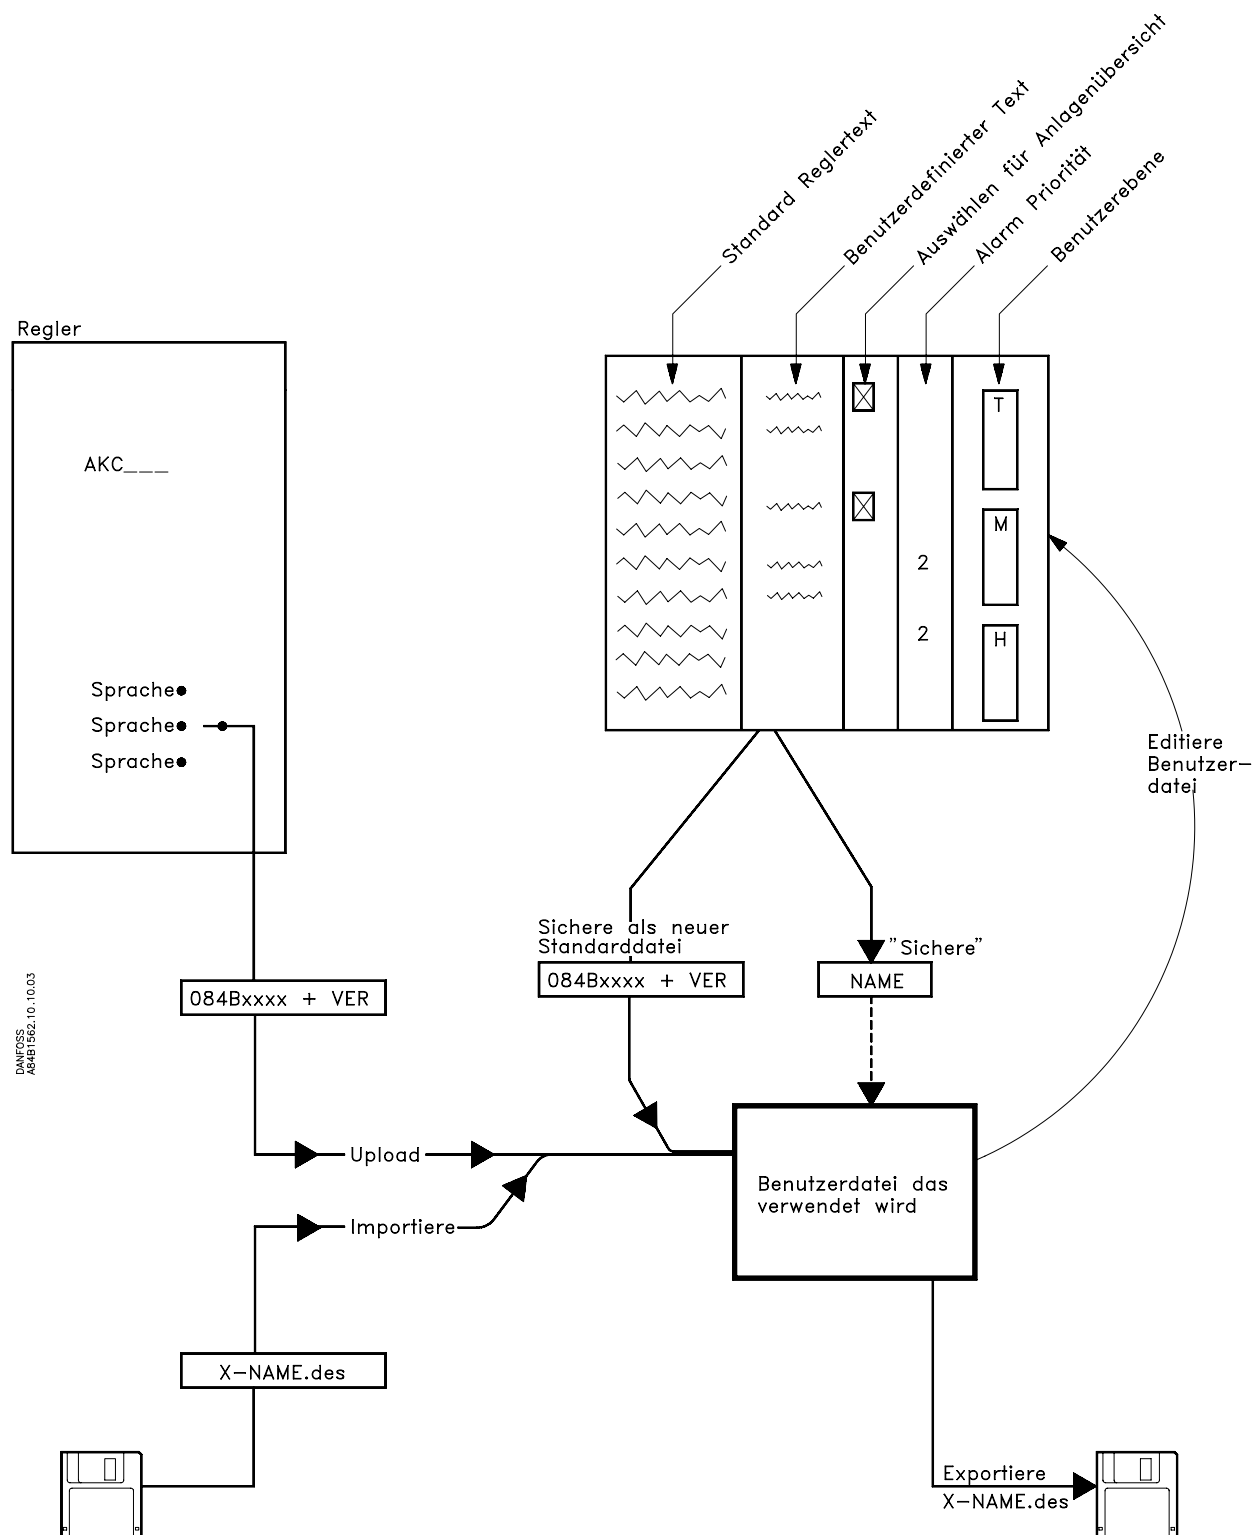 Standard Reglertext
Benutzerdefinierter Text
Auswählen für Anlagenübersicht
Alarm Priorität
Benutzerebene
Regler
AKC___
Sprache
Sprache
Sprache
T
M
H
2
2
Editiere
Benutzer-
datei
Sichere als neuer
Standarddatei
084Bxxxx + VER
"Sichere"
NAME
084Bxxxx + VER
DANFOSS
A84B1562.10.10.03
Upload
Importiere
Benutzerdatei das
verwendet wird
X-NAME.des
Exportiere
X-NAME.des